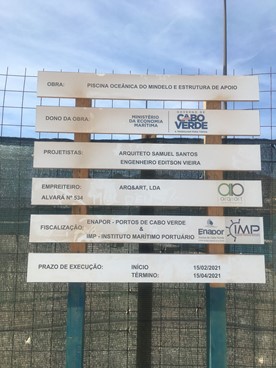 OBRA: PISCINA OCEÂNICA DO MINDELO E ESTRUTURA DE APOIO
DONO DA OBRA: MINISTÉRIO DA ECONOMIA MARÍTIMA CABO VERDE
PROJETISTAS: ARQUITETO SAMUEL SANTOS
ENGENHEIRO EDITSON VIEIRA
EMPREITEIRO: ARQ&ART, LDA
ALVARÁ Nº 534
arq&art
FISCALIZAÇÃO: ENAPOR - PORTOS DE CABO VERDE
&
IMP - INSTITUTO MARÍTIMO PORTUÁRIO
Enapor
IMP
PRAZO DE EXECUÇÃO: INÍCIO 15/02/2021
TÉRMINO: 15/04/2021